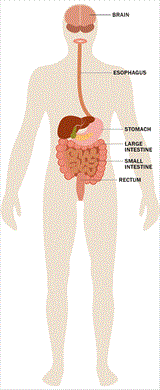 BRAIN
ESOPHAGUS
STOMACH
LARGE
INTESTINE
SMALL
INTESTINE
RECTUM